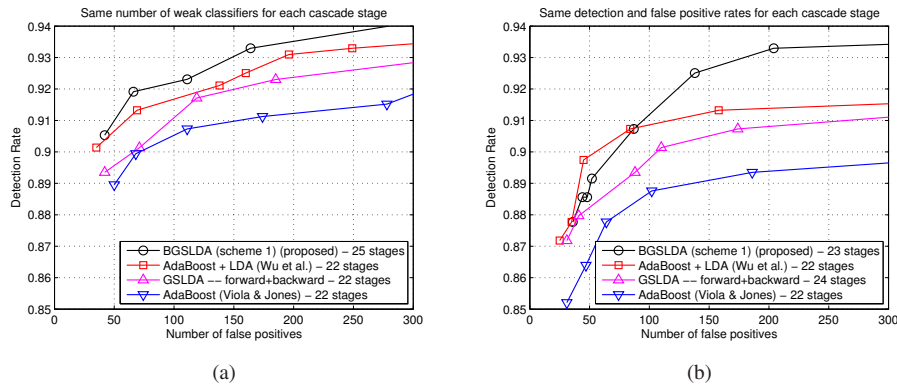 Same number of weak classifiers for each cascade stage
0.94
0.93
0.92
0.91
0.9
0.89
0.88
0.87
0.86
0.85
Detection Rate
0
50
100
150
200
250
300
Number of false positives
BGSLDA (scheme 1) (proposed) − 25 stages
AdaBoost + LDA (Wu et al.) − 22 stages
GSLDA −− forward+backward − 22 stages
AdaBoost (Viola & Jones) − 22 stages
(a)
Same detection and false positive rates for each cascade stage
0.94
0.93
0.92
0.91
0.9
0.89
0.88
0.87
0.86
0.85
Detection Rate
0
50
100
150
200
250
300
Number of false positives
BGSLDA (scheme 1) (proposed) − 23 stages
AdaBoost + LDA (Wu et al.) − 22 stages
GSLDA −− forward+backward − 24 stages
AdaBoost (Viola & Jones) − 22 stages
(b)